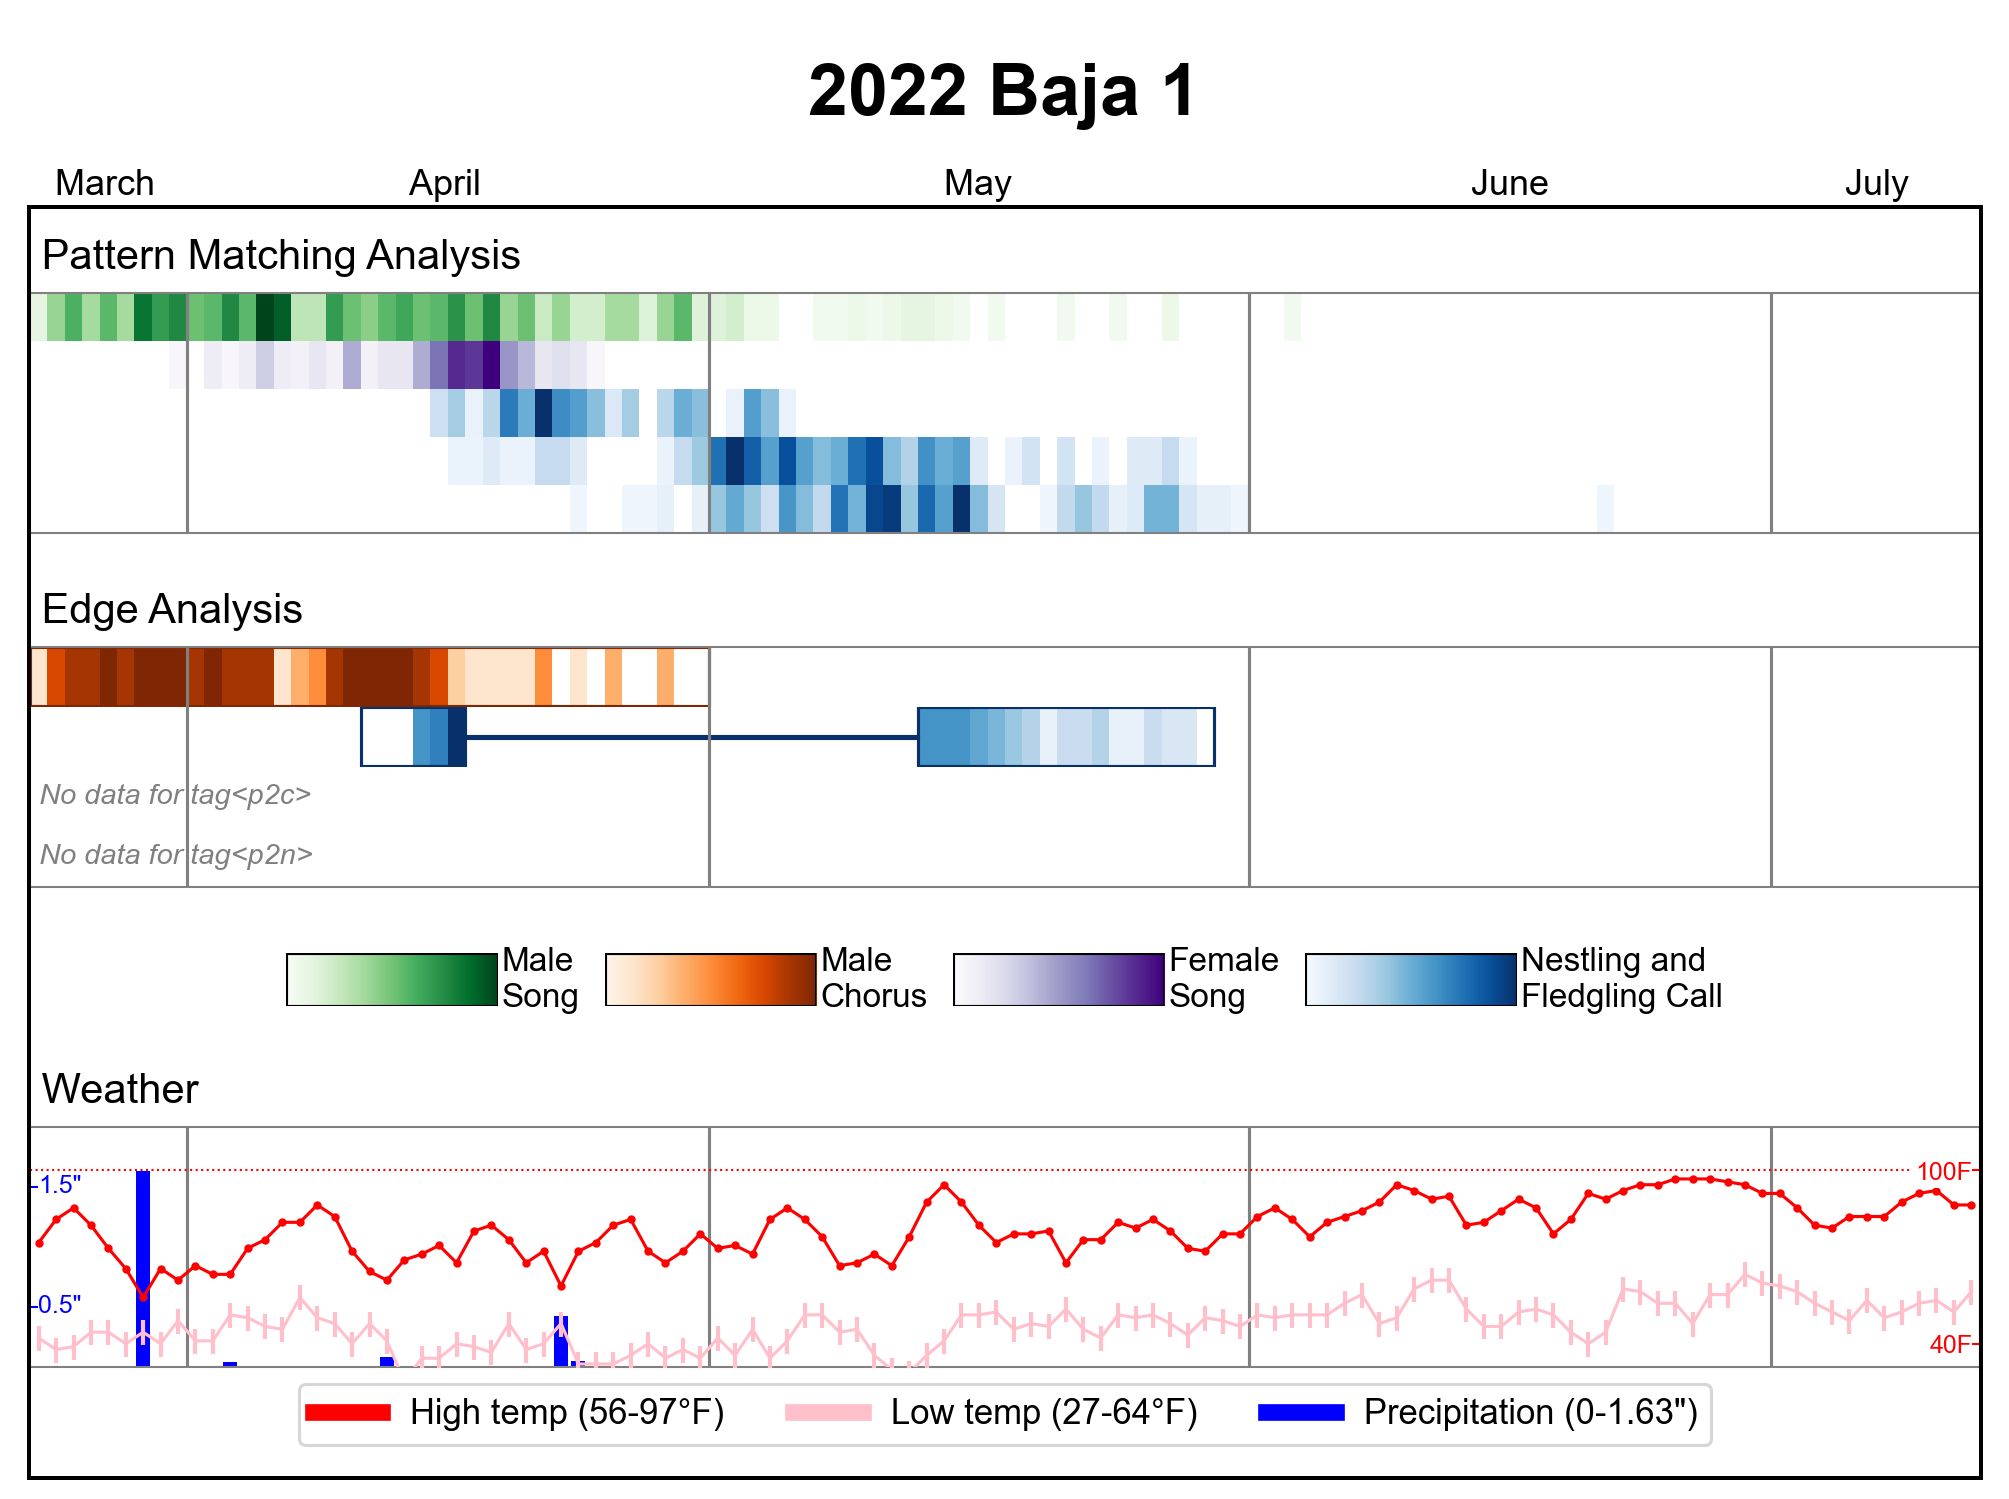 2022 Baja 1
March April May June July
Pattern Matching Analysis
Edge Analysis
No data for tag<p2c>
No data for tag<p2n>
Male Song
Male Chorus
Female Song
Nestling and Fledgling Call
Weather
1.5"
0.5"
100F
40F
High temp (56-97°F) Low temp (27-64°F) Precipitation (0-1.63")